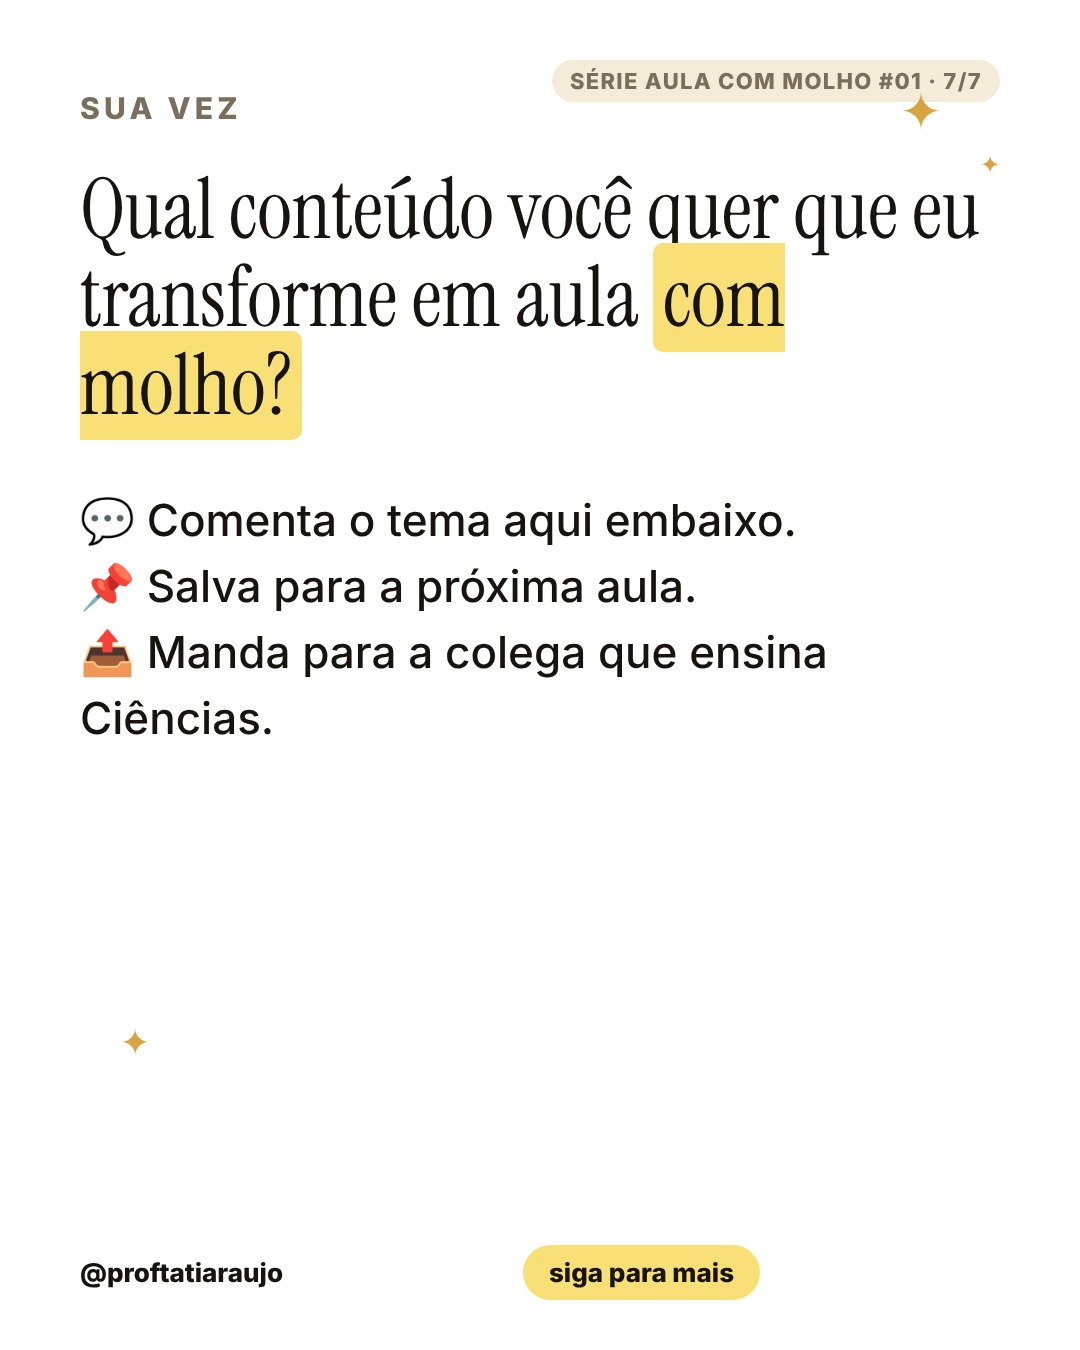 SÉRIE AULA COM MOLHO #01 · 7/7
SUA VEZ
Qual conteúdo você quer que eu
transforme em aula com
molho?
💬 Comenta o tema aqui embaixo.
📌 Salva para a próxima aula.
📤 Manda para a colega que ensina
Ciências.
@proftatiaraujo
siga para mais